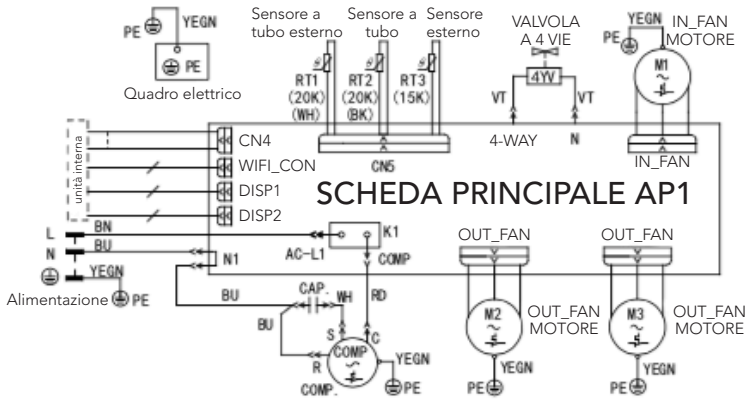 YEGN
PE
PE
Quadro elettrico
Sensore a
tubo esterno
Sensore a
tubo
Sensore
esterno
RT1
(20K)
(WH)
RT2
(20K)
(BK)
RT3
(15K)
VALVOLA
A 4 VIE
4YV
VT
VT
4-WAY
N
YEGN
PE
IN_FAN
MOTORE
M1
~
IN_FAN
unità interna
CN4
WIFI_CON
DISP1
DISP2
CN5
SCHEDA PRINCIPALE AP1
L
BN
N
BU
YEGN
Alimentazione
PE
N1
AC-L1
K1
COMP
OUT_FAN
OUT_FAN
BU
CAP.
WH
RD
BU
S
C
R
COMP
~
COMP.
YEGN
PE
M2
~
OUT_FAN
MOTORE
YEGN
PE
M3
~
OUT_FAN
MOTORE
YEGN
PE